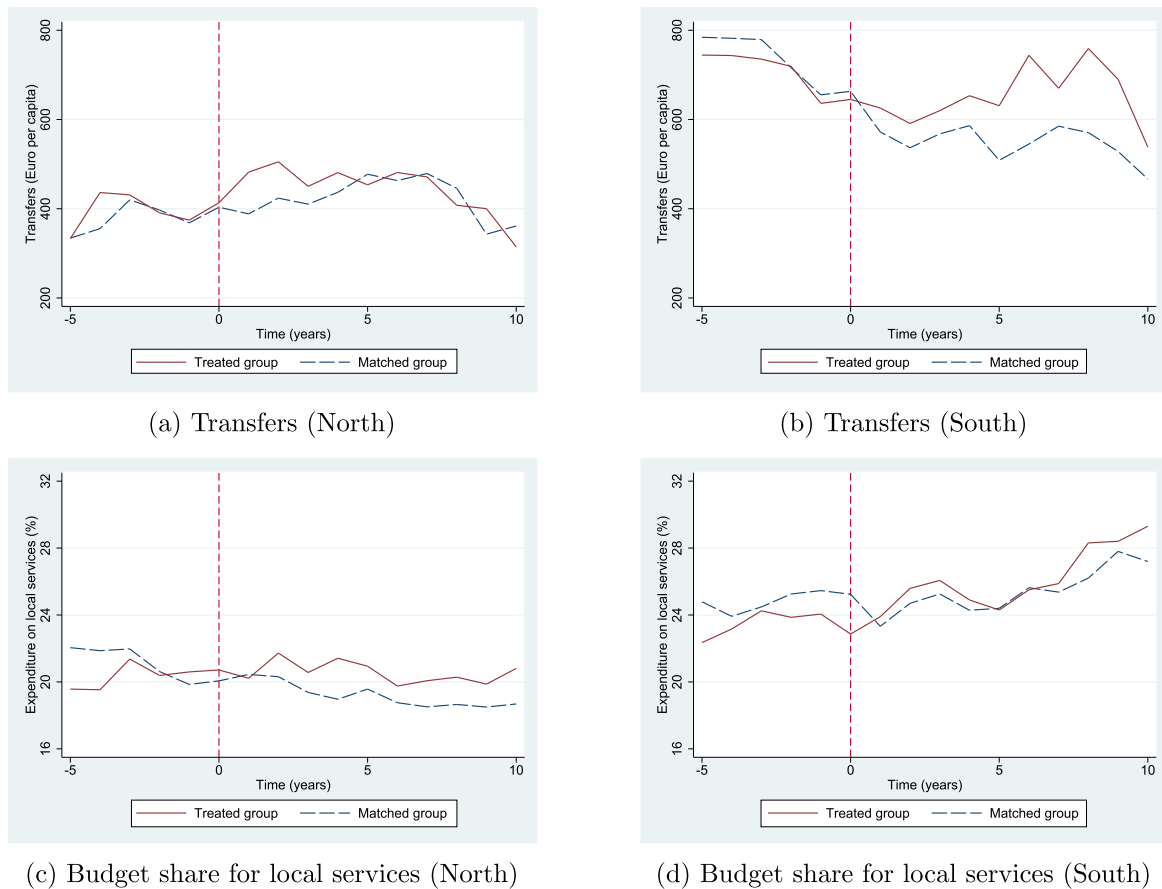 800
600
400
200
Transfers (Euro per capita)
-5 0 5 10
Time (years)
Treated group Matched group
(a) Transfers (North)
800
600
400
200
Transfers (Euro per capita)
-5 0 5 10
Time (years)
Treated group Matched group
(b) Transfers (South)
32
28
24
20
16
Expenditure on local services (%)
-5 0 5 10
Time (years)
Treated group Matched group
(c) Budget share for local services (North)
32
28
24
20
16
Expenditure on local services (%)
-5 0 5 10
Time (years)
Treated group Matched group
(d) Budget share for local services (South)